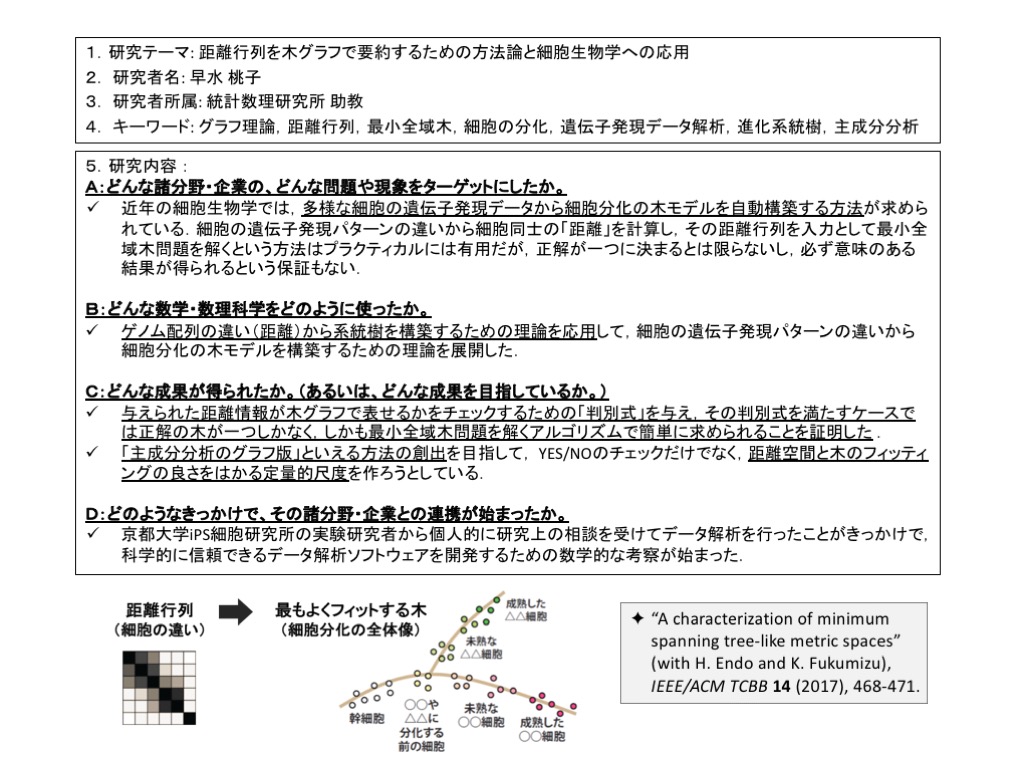 1. 研究テーマ: 距離行列を木グラフで要約するための方法論と細胞生物学への応用
2. 研究者名: 早水 桃子
3. 研究者所属: 統計数理研究所 助教
4. キーワード: グラフ理論, 距離行列, 最小全域木, 細胞の分化, 遺伝子発現データ解析, 進化系統樹, 主成分分析
5. 研究内容 :
A:どんな諸分野・企業の、どんな問題や現象をターゲットにしたか。
✓ 近年の細胞生物学では, 多様な細胞の遺伝子発現データから細胞分化の木モデルを自動構築する方法が求めら
れている. 細胞の遺伝子発現パターンの違いから細胞同士の「距離」を計算し, その距離行列を入力として最小全
域木問題を解くという方法はプラクティカルには有用だが, 正解が一つに決まるとは限らないし, 必ず意味のある
結果が得られるという保証もない.
B:どんな数学・数理科学をどのように使ったか。
✓ ゲノム配列の違い(距離)から系統樹を構築するための理論を応用して, 細胞の遺伝子発現パターンの違いから
細胞分化の木モデルを構築するための理論を展開した.
C:どんな成果が得られたか。(あるいは、どんな成果を目指しているか。)
✓ 与えられた距離情報が木グラフで表せるかをチェックするための「判別式」を与え, その判別式を満たすケースで
は正解の木が一つしかなく, しかも最小全域木問題を解くアルゴリズムで簡単に求められることを証明した .
✓ 「主成分分析のグラフ版」といえる方法の創出を目指して, YES/NOのチェックだけでなく, 距離空間と木のフィッティ
ングの良さをはかる定量的尺度を作ろうとしている.
D:どのようなきっかけで、その諸分野・企業との連携が始まったか。
✓ 京都大学iPS細胞研究所の実験研究者から個人的に研究上の相談を受けてデータ解析を行ったことがきっかけで,
科学的に信頼できるデータ解析ソフトウェアを開発するための数学的な考察が始まった.
距離行列
(細胞の違い)
最もよくフィットする木
(細胞分化の全体像)
成熟した
△△細胞
未熟な
△△細胞
幹細胞
○○や
△△に
分化する
前の細胞
未熟な
○○細胞
成熟した
○○細胞
✦ “A characterization of minimum
spanning tree-like metric spaces”
(with H. Endo and K. Fukumizu),
IEEE/ACM TCBB 14 (2017), 468-471.